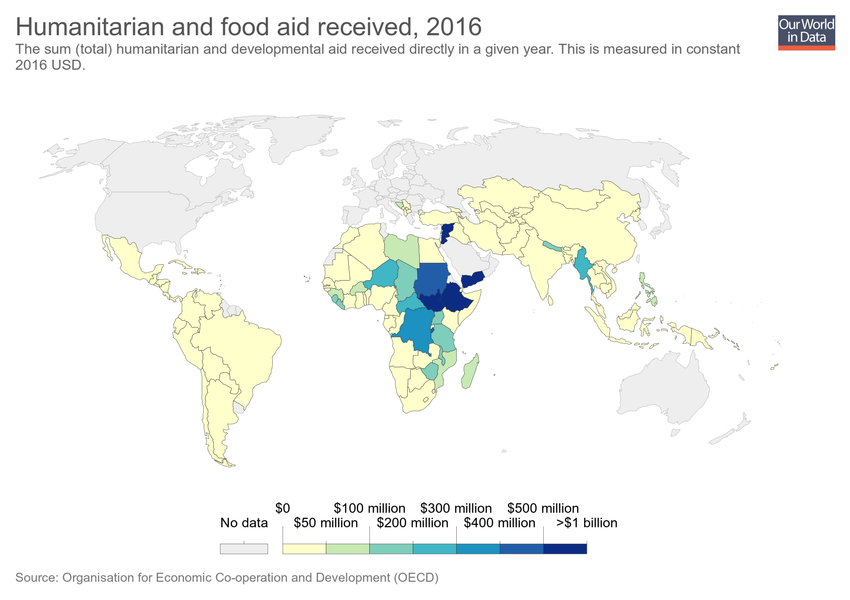 Humanitarian and food aid received, 2016
Our World
in Data
The sum (total) humanitarian and developmental aid received directly in a given year. This is measured in constant
2016 USD.
$0 $100 million $300 million $500 million
No data $50 million $200 million $400 million >$1 billion
Source: Organisation for Economic Co-operation and Development (OECD)